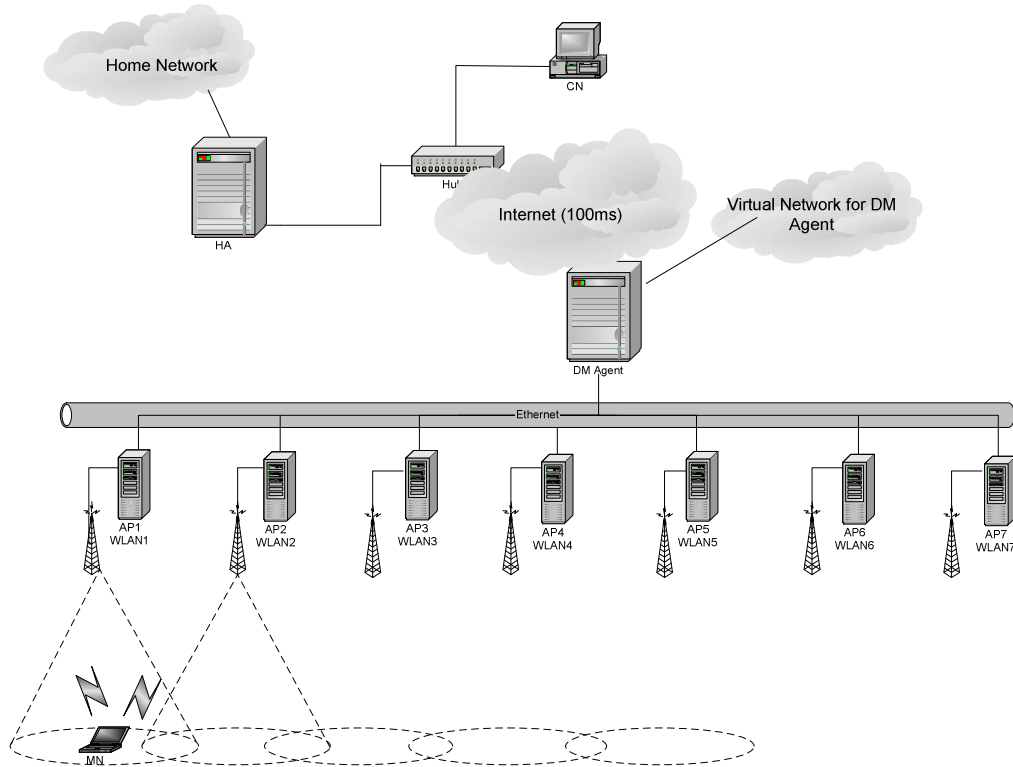 Home Network
CN
HA
Internet (100ms)
Virtual Network for DM
Agent
DM Agent
Ethernet
AP1
WLAN1
AP2
WLAN2
AP3
WLAN3
AP4
WLAN4
AP5
WLAN5
AP6
WLAN6
AP7
WLAN7
MN